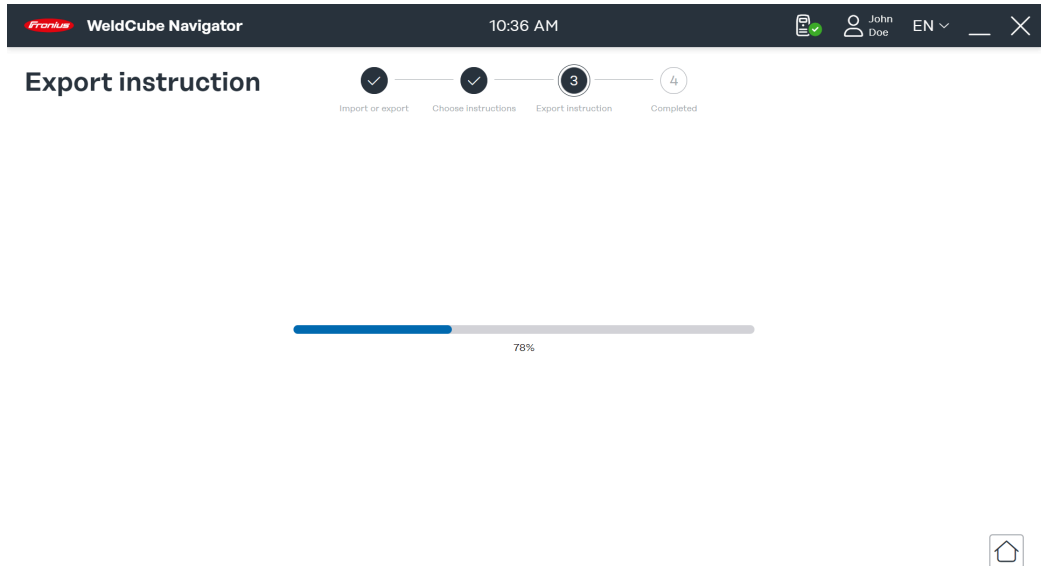 Fronius WeldCube Navigator 10:36 AM John Doe EN
Export instruction
3 4
Import or export Choose instructions Export instruction Completed
78%